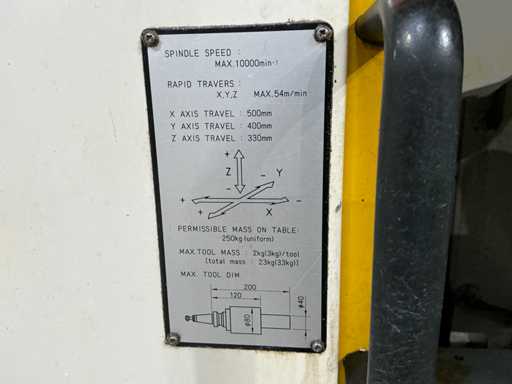 SPINDLE SPEED :
MAX.10000min-1
RAPID TRAVERS :
X,Y,Z MAX.54m/min
X AXIS TRAVEL : 500mm
Y AXIS TRAVEL : 400mm
Z AXIS TRAVEL : 330mm
+
Z - Y
-
+ -
+ X
PERMISSIBLE MASS ON TABLE:
250kg(uniform)
MAX.TOOL MASS : 2kg(3kg)/tool
(total mass : 23kg(33kg))
MAX. TOOL DIM
200
120
φ40
φ80